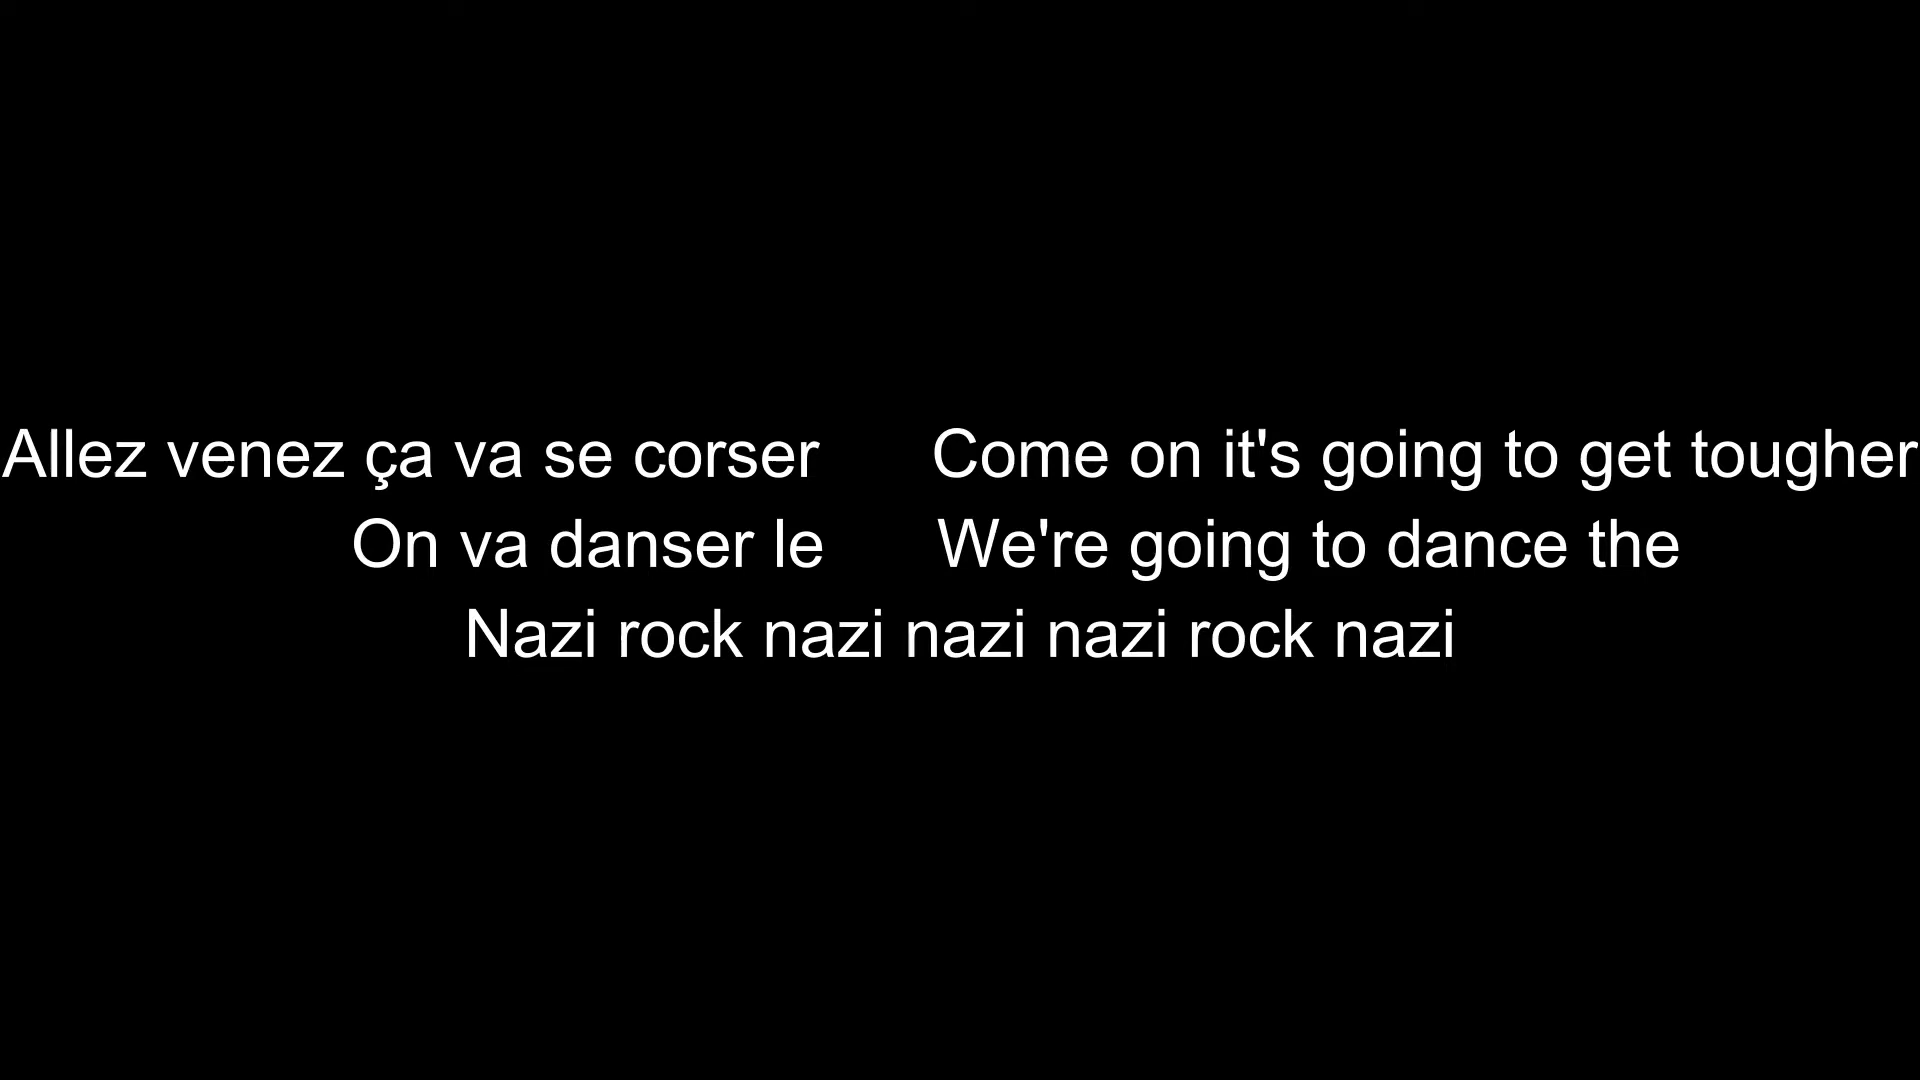 Allez venez ça va se corser Come on it's going to get tougher
On va danser le We're going to dance the
Nazi rock nazi nazi nazi rock nazi